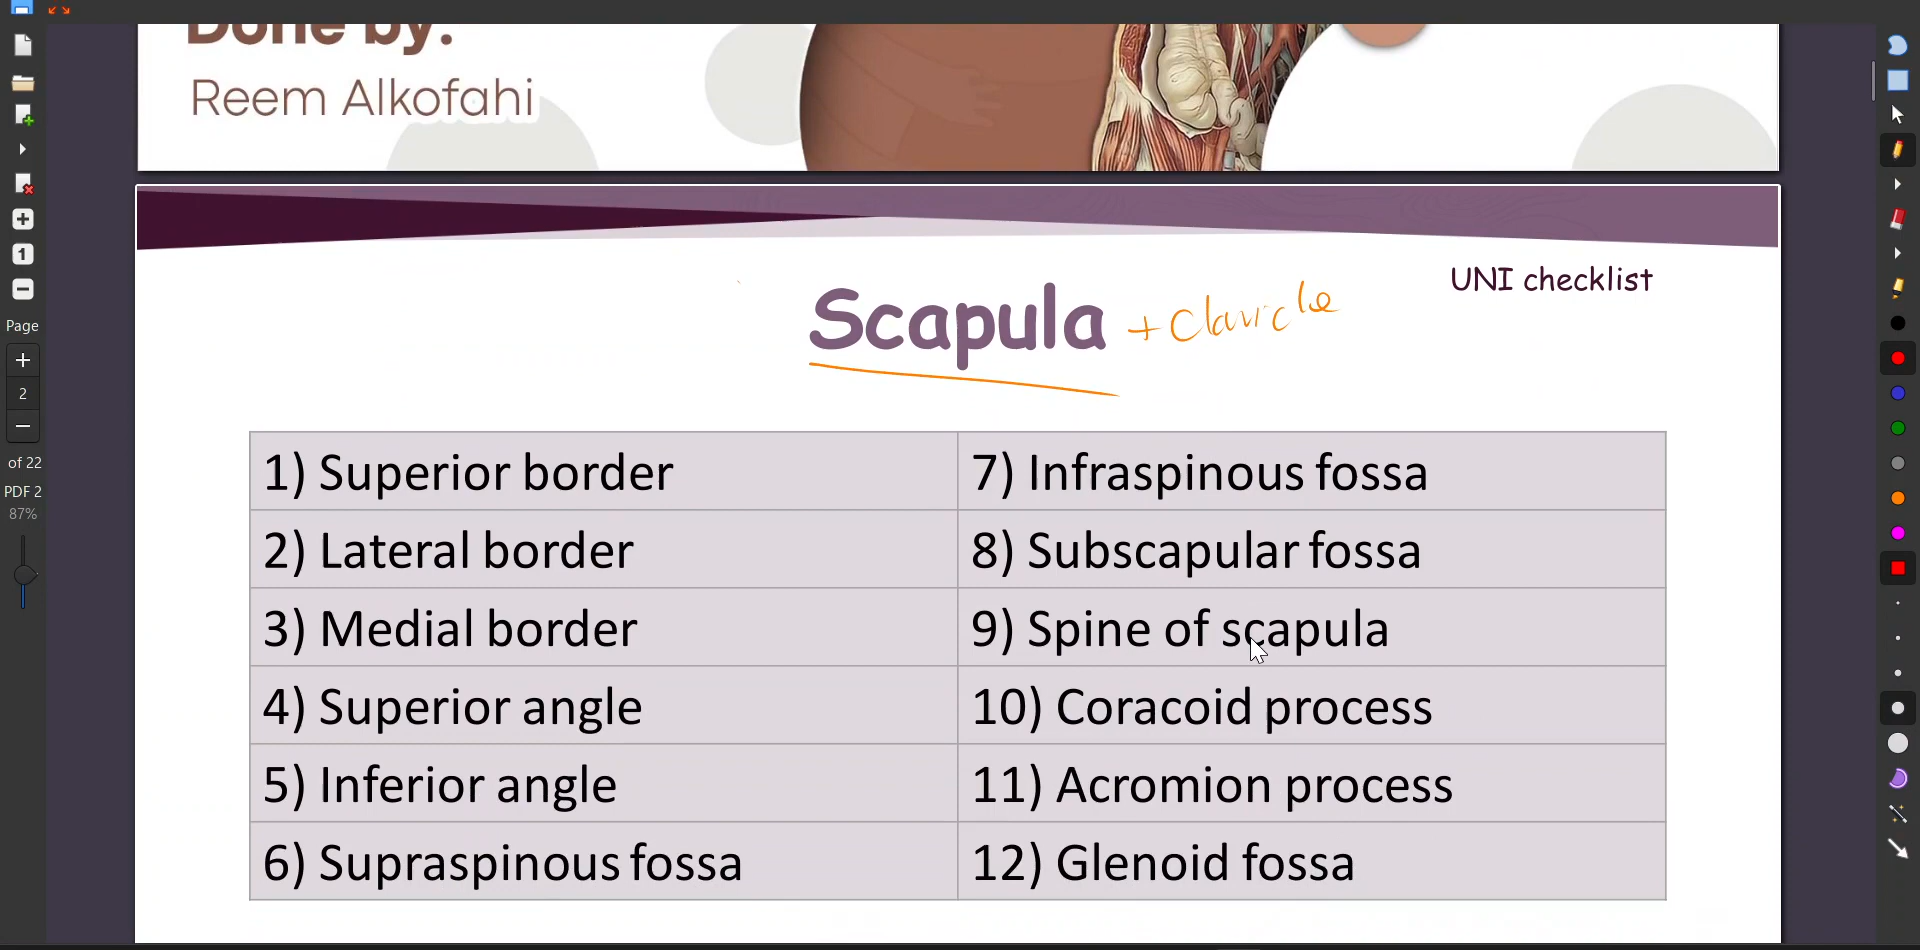 Done by:
Reem Alkofahi
UNI checklist
Scapula + Clavicle
1) Superior border
2) Lateral border
3) Medial border
4) Superior angle
5) Inferior angle
6) Supraspinous fossa
7) Infraspinous fossa
8) Subscapular fossa
9) Spine of scapula
10) Coracoid process
11) Acromion process
12) Glenoid fossa
1
Page
2
of 22
PDF 2
87%